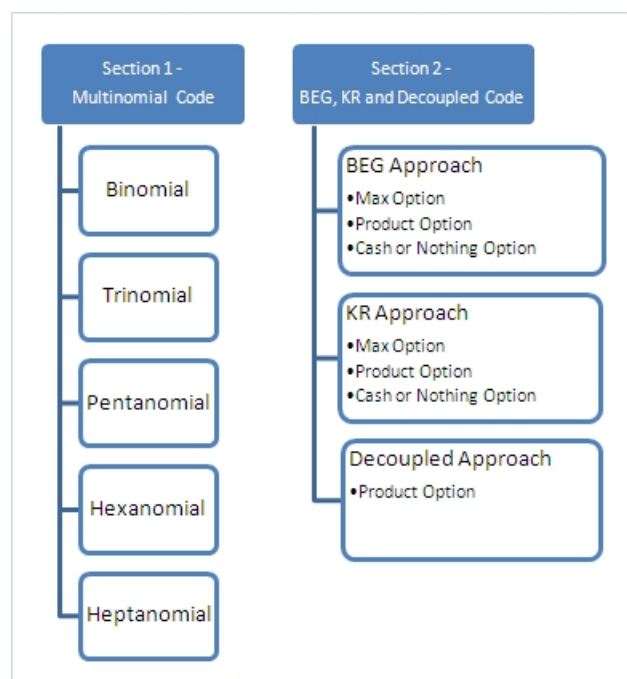 Section 1 -
Multinomial Code
Binomial
Trinomial
Pentanomial
Hexanomial
Heptanomial
Section 2 -
BEG, KR and Decoupled Code
BEG Approach
•Max Option
•Product Option
•Cash or Nothing Option
KR Approach
•Max Option
•Product Option
•Cash or Nothing Option
Decoupled Approach
•Product Option